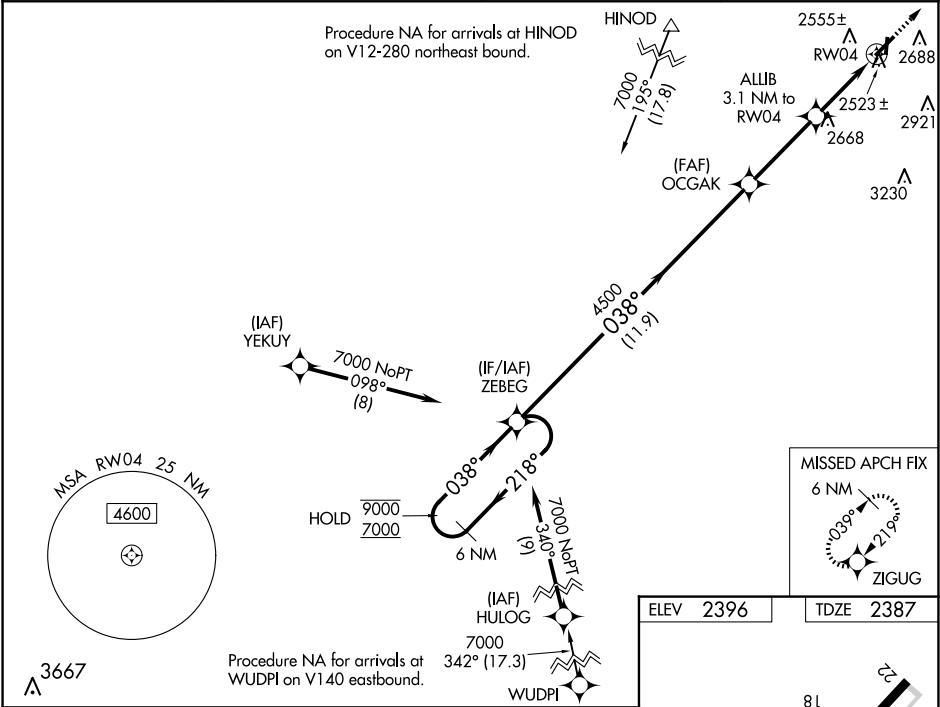 Procedure NA for arrivals at HINOD
on V12-280 northeast bound.
HINOD
7000
195°
(17.8)
2555±
RW04
2688
ALLIB
3.1 NM to
RW04
2523 ±
2921
2668
(FAF)
OCGAK
3230
4500
038°
(11.9)
(IAF)
YEKUY
7000 NoPT
098°
(8)
(IF/IAF)
ZEBEG
038°
218°
HOLD
9000
7000
6 NM
7000 NoPT
340°
(9)
MSA RW04 25 NM
4600
MISSED APCH FIX
6 NM
039°
219°
ZIGUG
(IAF)
HULOG
7000
342° (17.3)
WUDPI
Procedure NA for arrivals at
WUDPI on V140 eastbound.
3667
ELEV 2396
TDZE 2387
22